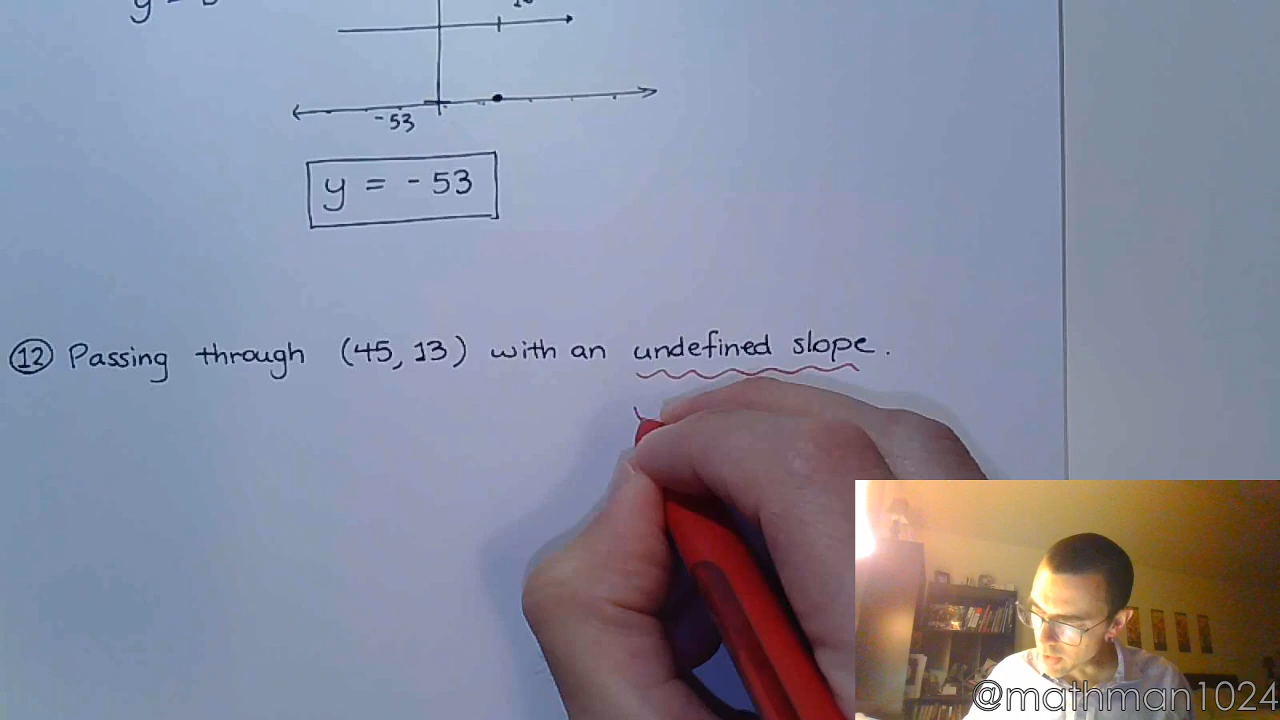 y =
-53
y = -53
⑫ Passing through (45, 13) with an undefined slope.
@mathman1024